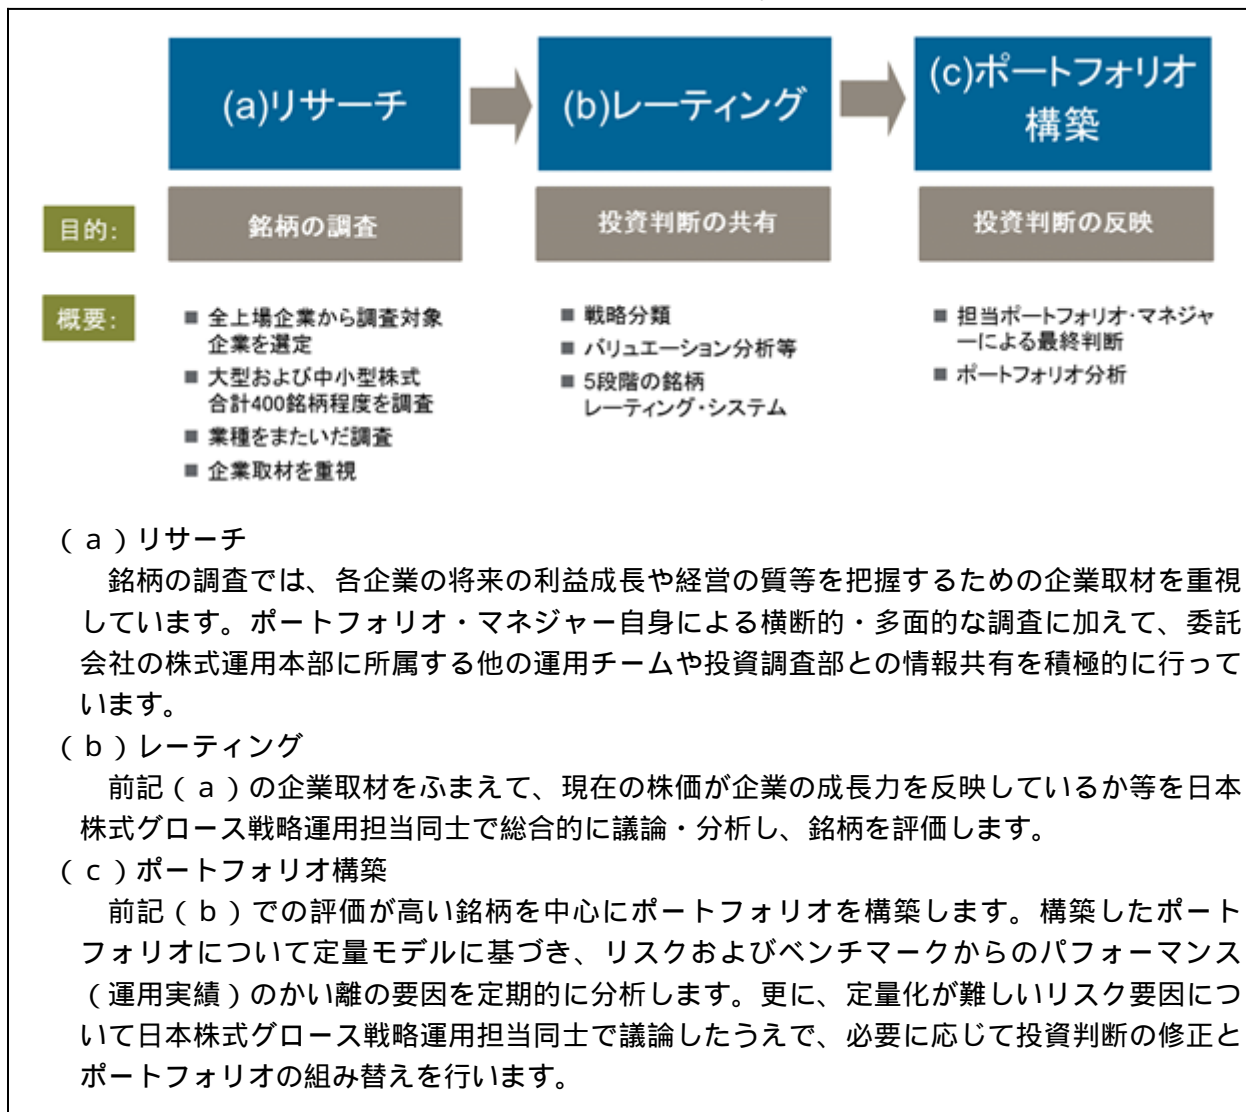 (a)リサーチ
(b)レーティング
(c)ポートフォリオ
構築
目的:
銘柄の調査
投資判断の共有
投資判断の反映
概要:
■ 全上場企業から調査対象
企業を選定
■ 大型および中小型株式
合計400銘柄程度を調査
■ 業種をまたいだ調査
■ 企業取材を重視
■ 戦略分類
■ バリュエーション分析等
■ 5段階の銘柄
レーティング・システム
■ 担当ポートフォリオ・マネジャ
ーによる最終判断
■ ポートフォリオ分析
(a)リサーチ
銘柄の調査では、各企業の将来の利益成長や経営の質等を把握するための企業取材を重視
しています。ポートフォリオ・マネジャー自身による横断的・多面的な調査に加えて、委託
会社の株式運用本部に所属する他の運用チームや投資調査部との情報共有を積極的に行って
います。
(b)レーティング
前記(a)の企業取材をふまえて、現在の株価が企業の成長力を反映しているか等を日本
株式グロース戦略運用担当同士で総合的に議論・分析し、銘柄を評価します。
(c)ポートフォリオ構築
前記(b)での評価が高い銘柄を中心にポートフォリオを構築します。構築したポート
フォリオについて定量モデルに基づき、リスクおよびベンチマークからのパフォーマンス
(運用実績)のかい離の要因を定期的に分析します。更に、定量化が難しいリスク要因につ
いて日本株式グロース戦略運用担当同士で議論したうえで、必要に応じて投資判断の修正と
ポートフォリオの組み替えを行います。